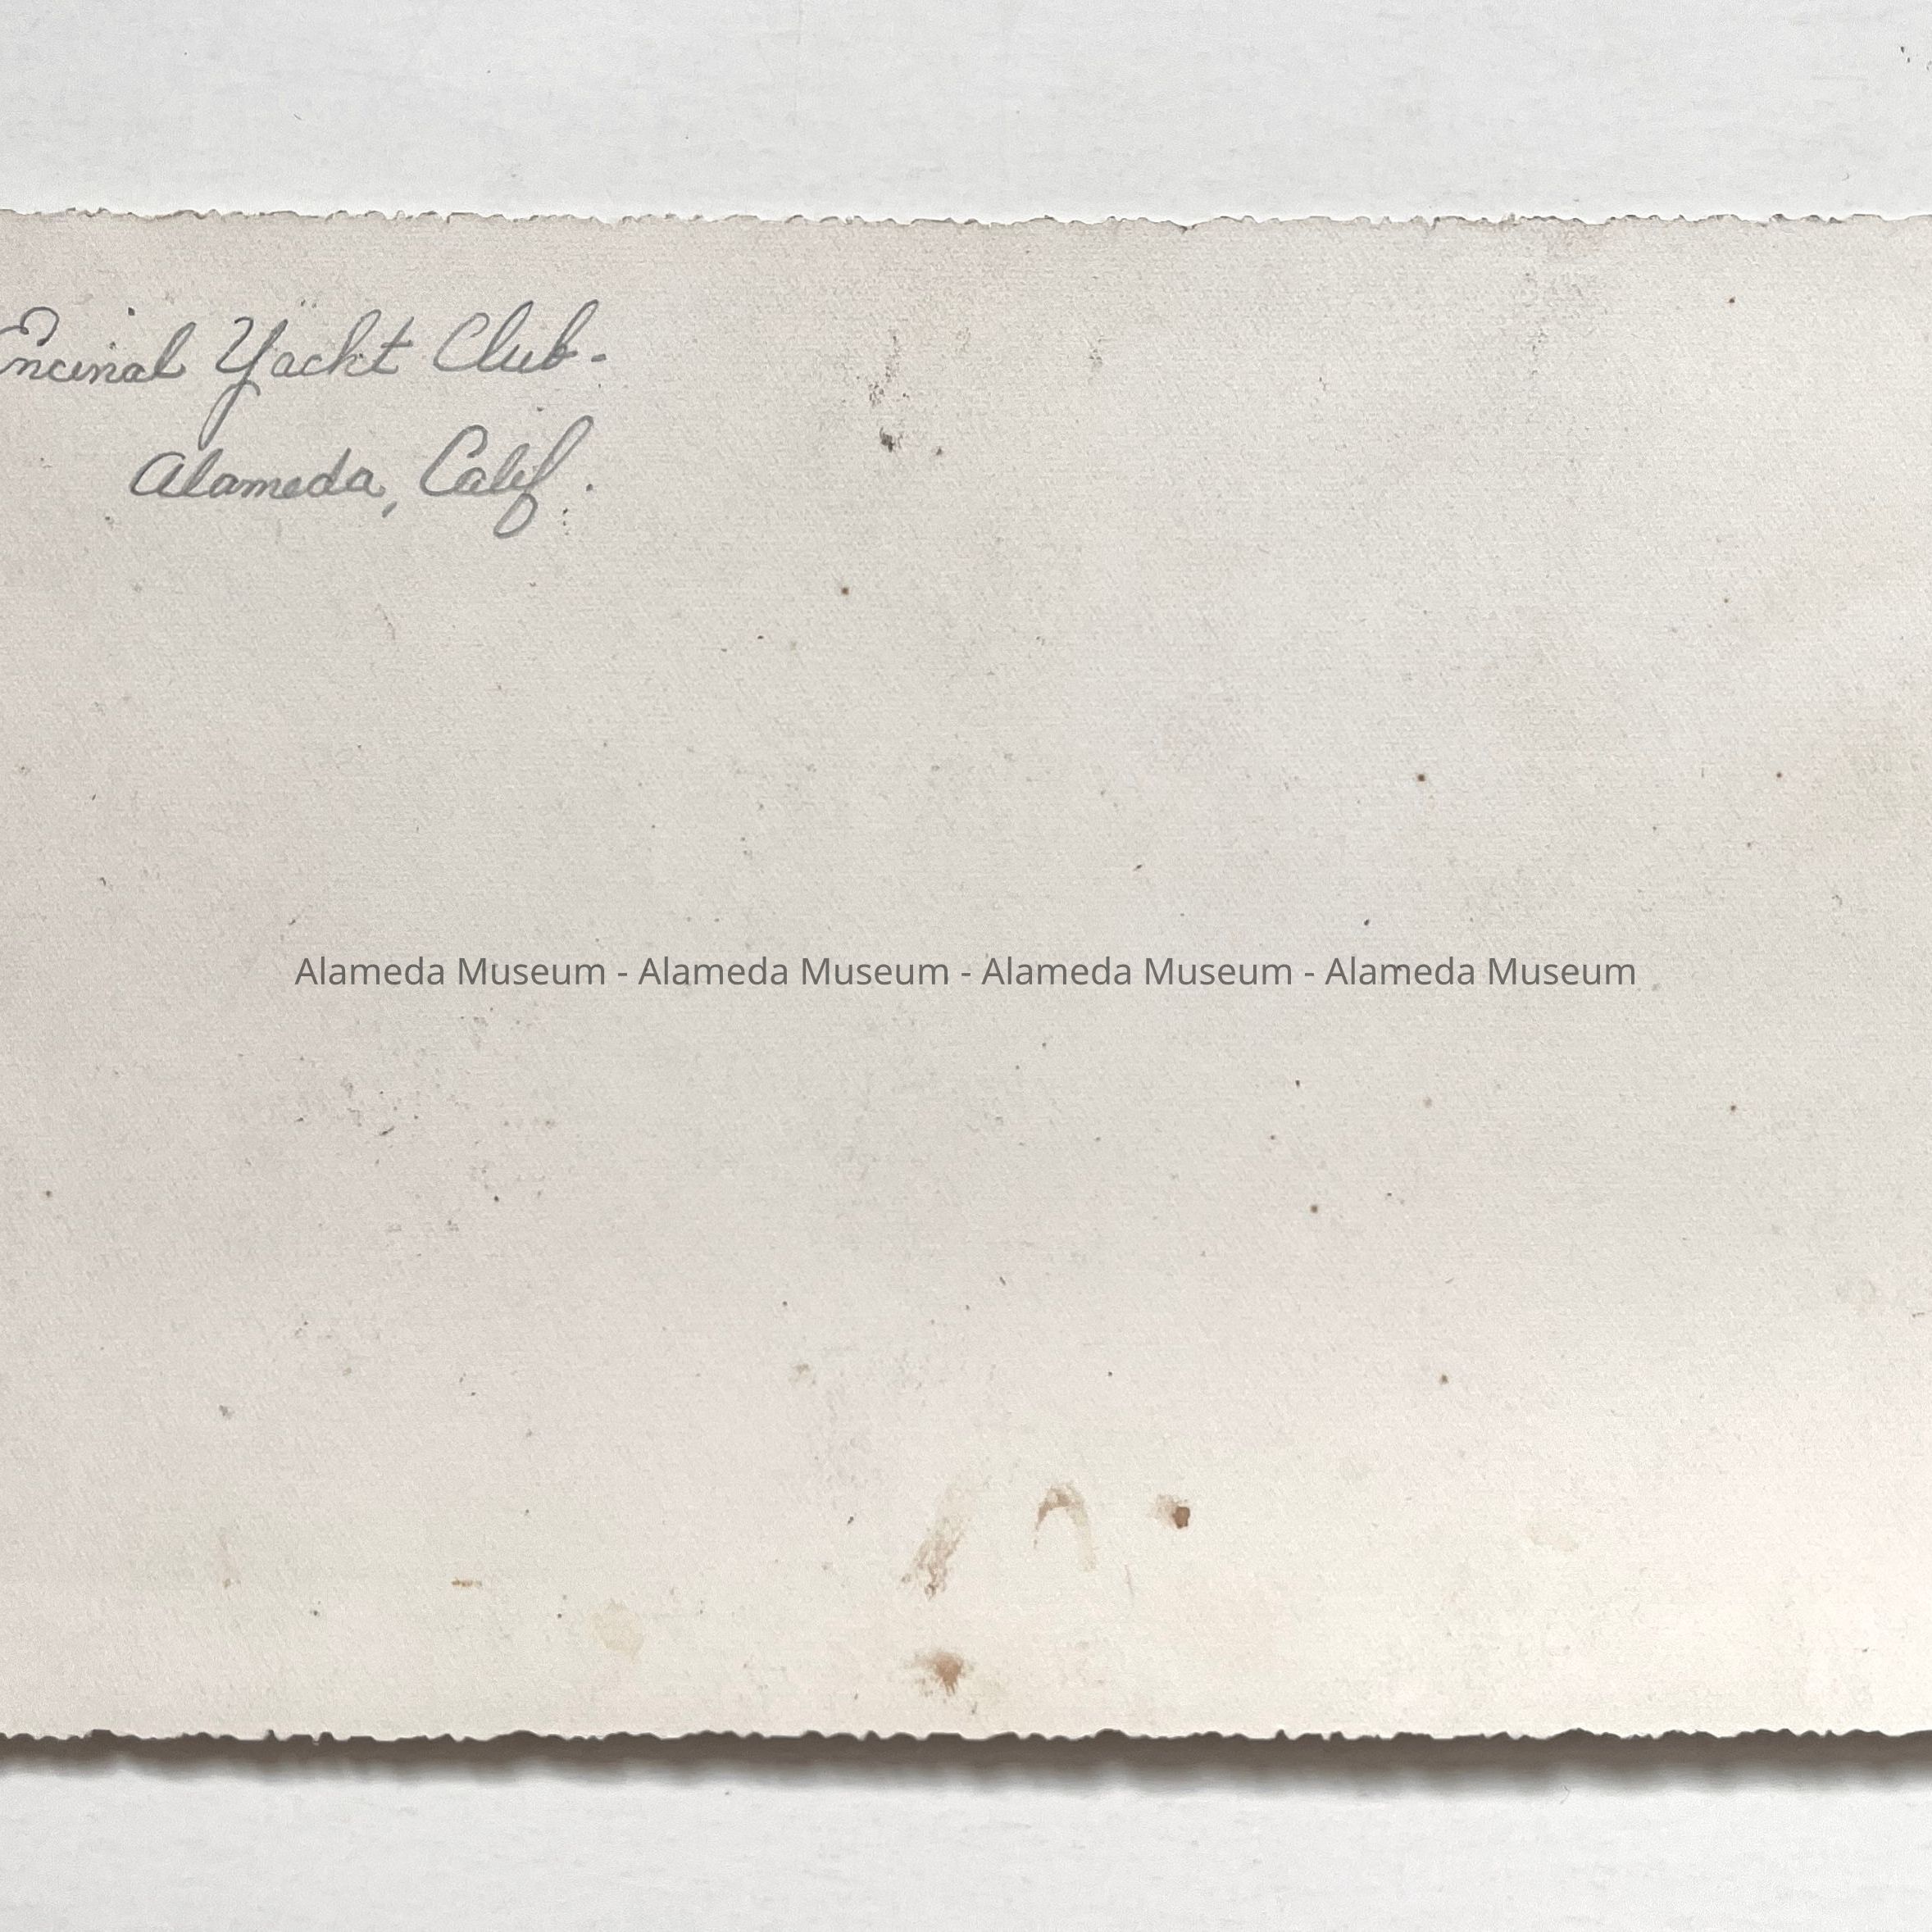 Encinal Yacht Club-
Alameda, Calif.
Alameda Museum - Alameda Museum - Alameda Museum - Alameda Museum